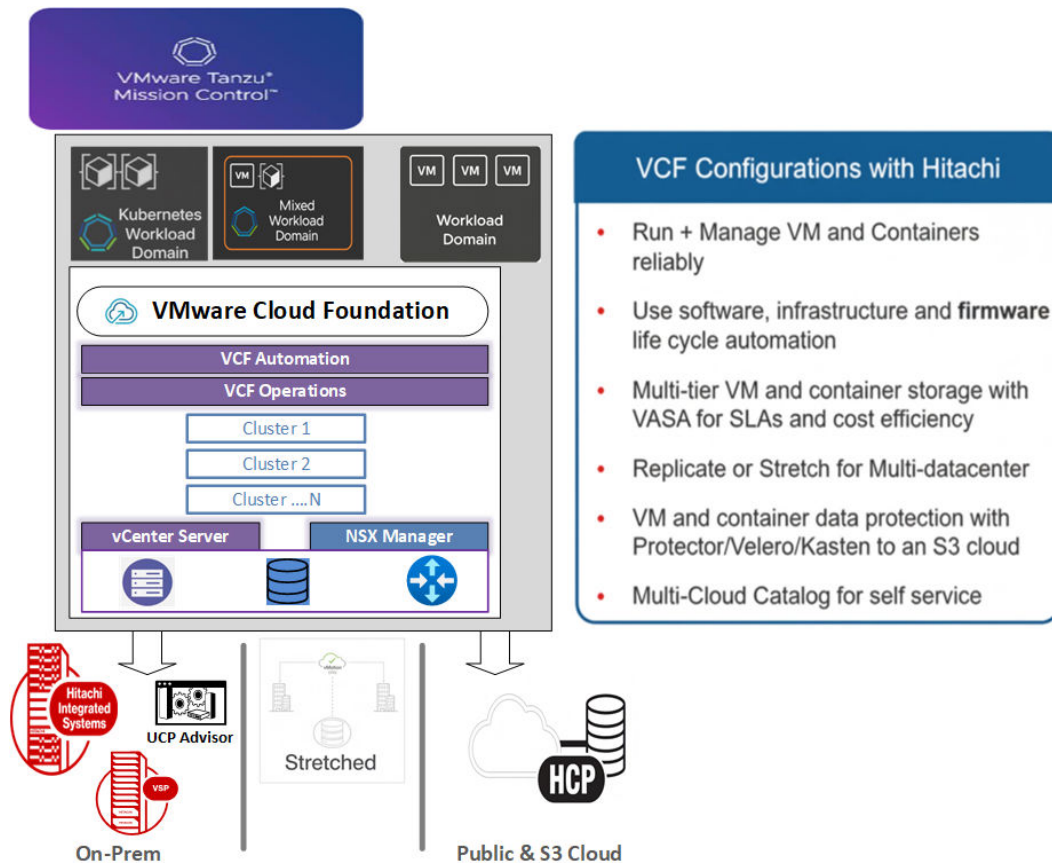 VMware Tanzu®
Mission Control™
Kubernetes
Workload
Domain
VM
Mixed
Workload
Domain
VM VM VM
Workload
Domain
VMware Cloud Foundation
VCF Automation
VCF Operations
Cluster 1
Cluster 2
Cluster ....N
vCenter Server
NSX Manager
VCF Configurations with Hitachi
• Run + Manage VM and Containers
reliably
• Use software, infrastructure and firmware
life cycle automation
• Multi-tier VM and container storage with
VASA for SLAs and cost efficiency
• Replicate or Stretch for Multi-datacenter
• VM and container data protection with
Protector/Velero/Kasten to an S3 cloud
• Multi-Cloud Catalog for self service
Hitachi
Integrated
Systems
UCP Advisor
VSP
On-Prem
Stretched
HCP
Public & S3 Cloud